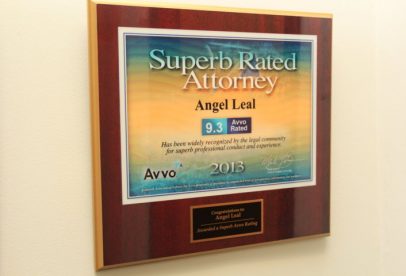 Superb Rated
Attorney
Angel Leal
9.3 Avvo Rated
Has been widely recognized by the legal community
for superb professional conduct and experience.
Avvo 2013
Congratulations to
Angel Leal
Awarded a Superb Avvo Rating